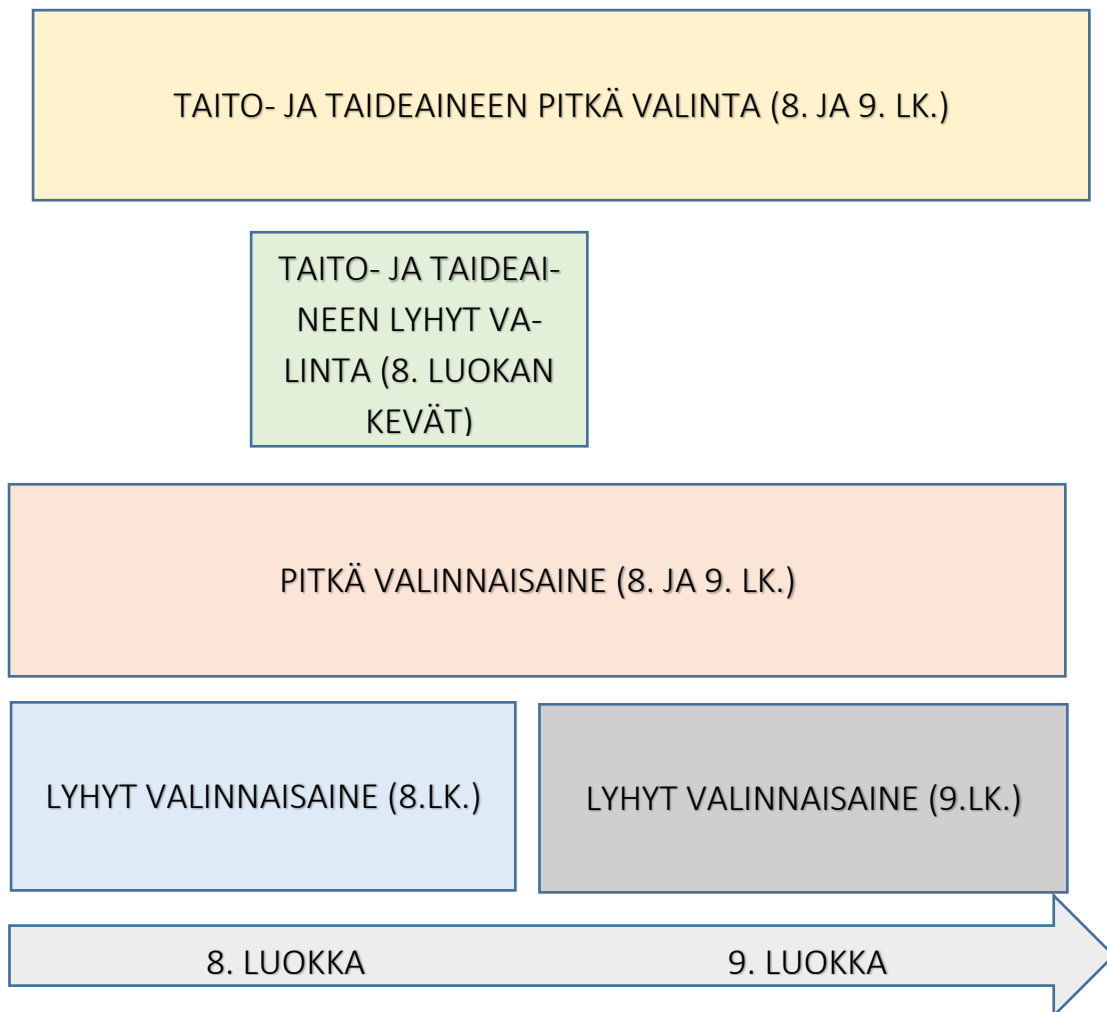 TAITO- JA TAIDEAINEEN PITKÄ VALINTA (8. JA 9. LK.)
TAITO- JA TAIDEAI-
NEEN LYHYT VA-
LINTA (8. LUOKAN
KEVÄT)
PITKÄ VALINNAISAINE (8. JA 9. LK.)
LYHYT VALINNAISAINE (8.LK.)
LYHYT VALINNAISAINE (9.LK.)
8. LUOKKA
9. LUOKKA